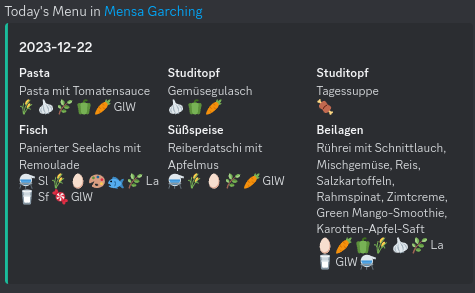 Today's Menu in Mensa Garching
2023-12-22
Pasta
Pasta mit Tomatensauce
🌾 🧄 🌿 🫑 🥕 GlW
Studitopf
Gemüsegulasch
🧄 🫑 🥕
Studitopf
Tagessuppe
🍖
Fisch
Panierter Seelachs mit
Remoulade
🫕 Sl 🌾 🥚 🎨 🐟 🌿 La
🥛 Sf 🍬 GlW
Süßspeise
Reiberdatschi mit
Apfelmus
🫕 🌾 🥚 🌿 🥕 GlW
Beilagen
Rührei mit Schnittlauch,
Mischgemüse, Reis,
Salzkartoffeln,
Rahmspinat, Zimtcreme,
Green Mango-Smoothie,
Karotten-Apfel-Saft
🥚 🥕 🫑 🌾 🧄 🌿 La
🥛 GlW 🫕